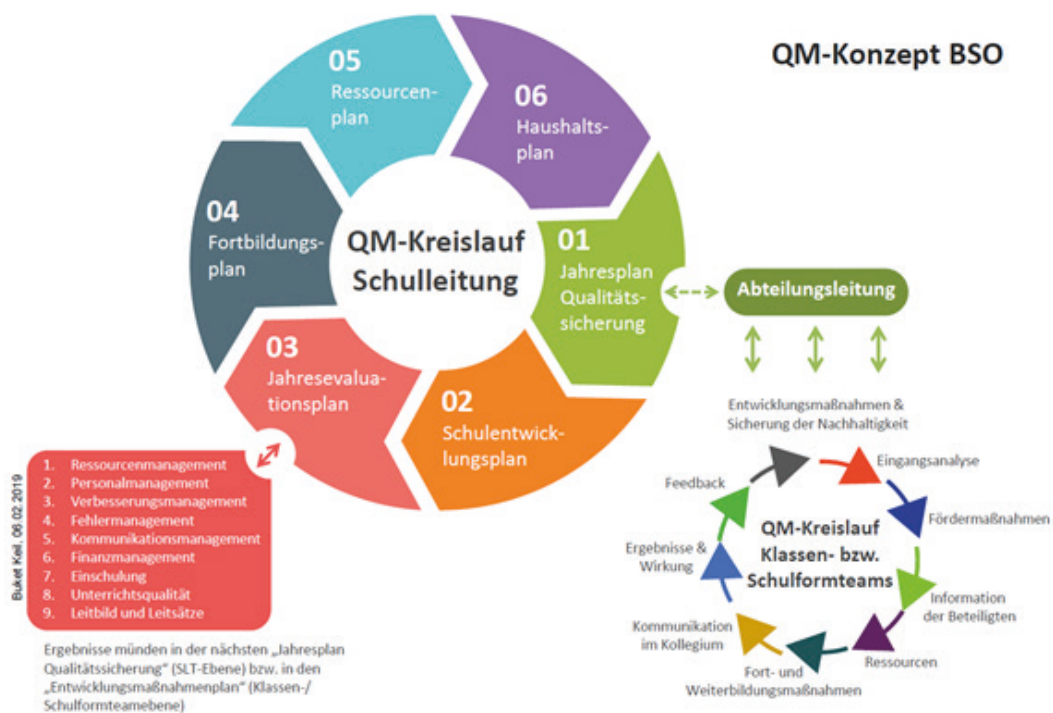 QM-Konzept BSO
QM-Kreislauf
Schulleitung
01
Jahresplan
Qualitäts-
sicherung
02
Schulentwick-
lungsplan
03
Jahresevalua-
tionsplan
04
Fortbildungs-
plan
05
Ressourcen-
plan
06
Haushalts-
plan
Abteilungsleitung
1. Ressourcenmanagement
2. Personalmanagement
3. Verbesserungsmanagement
4. Fehlermanagement
5. Kommunikationsmanagement
6. Finanzmanagement
7. Einschulung
8. Unterrichtsqualität
9. Leitbild und Leitsätze
Buket Keil, 06.02.2019
Ergebnisse münden in der nächsten „Jahresplan
Qualitätssicherung“ (SLT-Ebene) bzw. in den
„Entwicklungsmaßnahmenplan“ (Klassen-/
Schulformteamebene)
Entwicklungsmaßnahmen &
Sicherung der Nachhaltigkeit
QM-Kreislauf
Klassen- bzw.
Schulformteams
Eingangsanalyse
Fördermaßnahmen
Information
der Beteiligten
Ressourcen
Fort- und
Weiterbildungsmaßnahmen
Kommunikation
im Kollegium
Ergebnisse &
Wirkung
Feedback